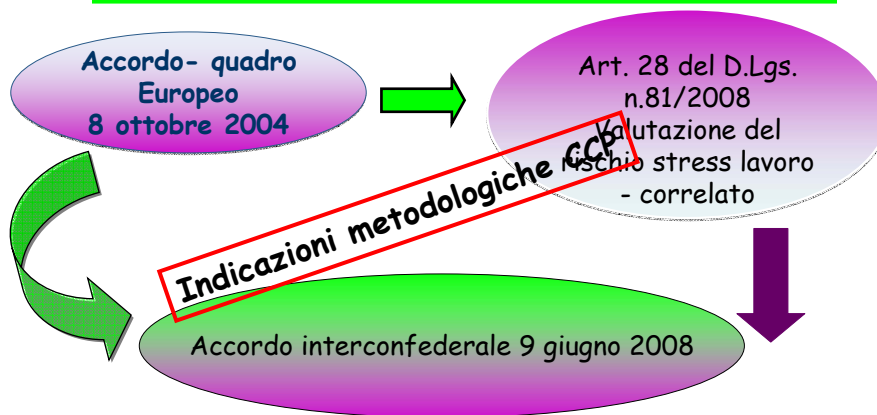 Accordo- quadro
Europeo
8 ottobre 2004
Art. 28 del D.Lgs.
n.81/2008
Valutazione del
rischio stress lavoro
- correlato
Indicazioni metodologiche CCP
Accordo interconfederale 9 giugno 2008